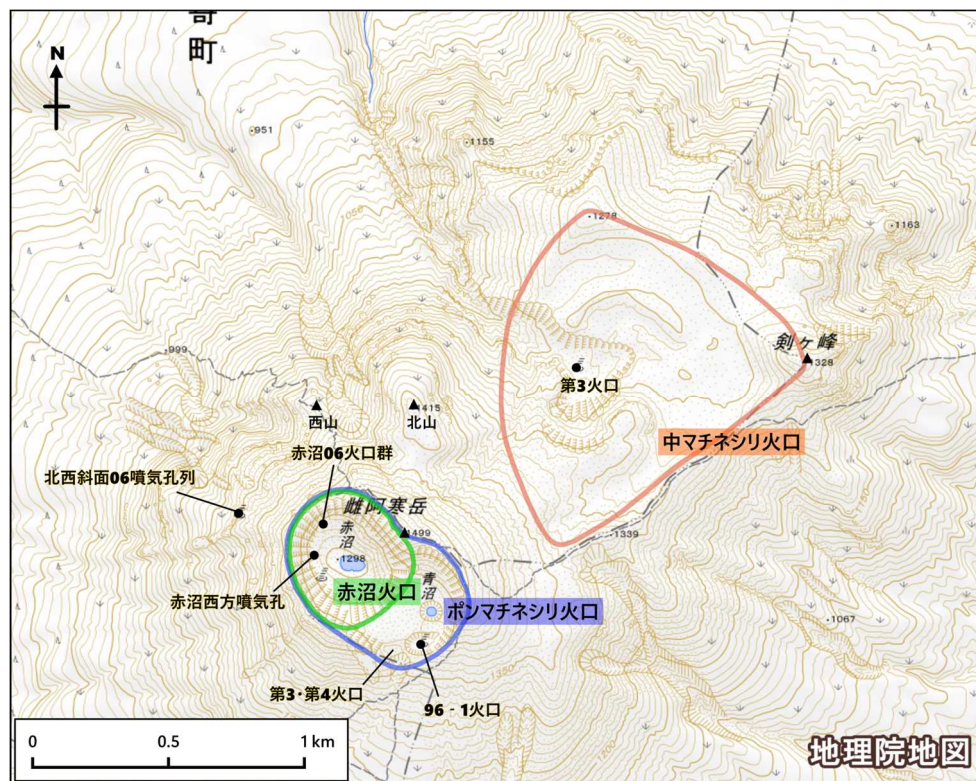 町
N
951
1155
1050
1278
1163
剣ヶ峰
1328
第3火口
999
西山
1415
北山
中マチネシリ火口
赤沼06火口群
北西斜面06噴気孔列
雌阿寒岳
1499
赤沼
1298
1339
青沼
赤沼火口
ポンマチネシリ火口
赤沼西方噴気孔
1067
第3・第4火口
1350
96‐1火口
0 0.5 1km
地理院地図